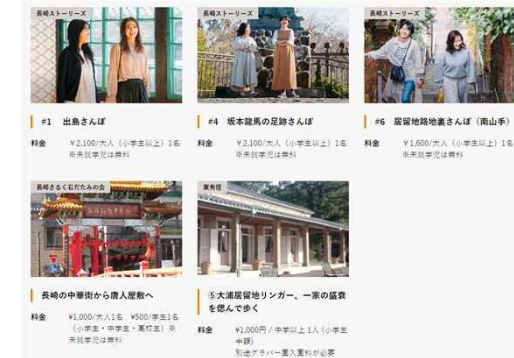 長崎ストーリーズ
#1 出島さんぽ
料金 ￥2,100/大人（小学生以上）1名
※未就学児は無料
長崎ストーリーズ
#4 坂本龍馬の足跡さんぽ
料金 ￥2,100/大人（小学生以上）1名
※未就学児は無料
長崎ストーリーズ
#6 居留地路地裏さんぽ（南山手）
料金 ￥1,600/大人（小学生以上）1名
※未就学児は無料
長崎さるく石だたみの会
長崎の中華街から唐人屋敷へ
料金 ¥1,000/大人1名 ¥500/学生1名
（小学生・中学生・高校生）※
未就学児は無料
⑤大浦居留地リンガー、一家の盛衰
を偲んで歩く
料金 ¥1,000円 / 中学以上 1人 (小学生
半額)
別途グラバー園入園料が必要